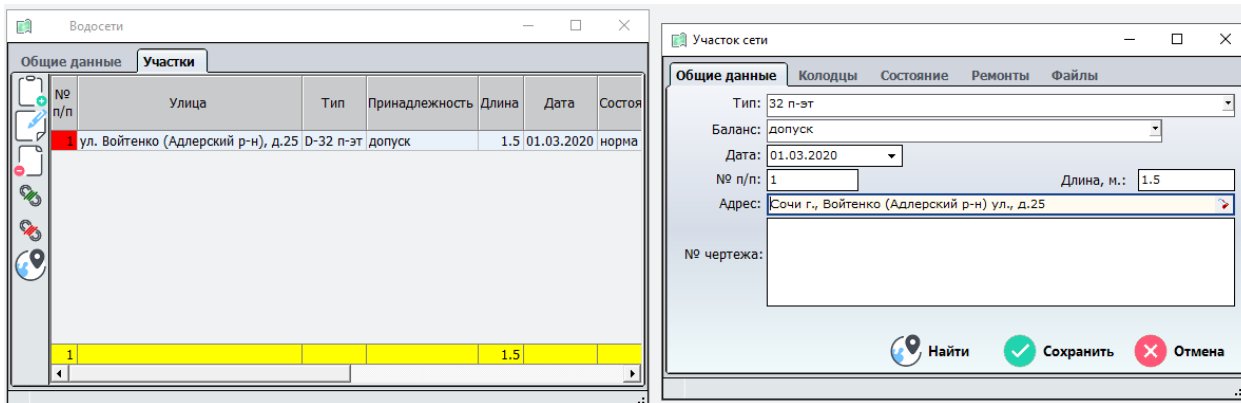 Водосети
Общие данные Участки
№ п/п Улица Тип Принадлежность Длина Дата Состоя
1 ул. Войтенко (Адлерский р-н), д.25 D-32 п-эт допуск 1.5 01.03.2020 норма
1 1.5
Участок сети
Общие данные Колодцы Состояние Ремонты Файлы
Тип: 32 п-эт
Баланс: допуск
Дата: 01.03.2020
№ п/п: 1 Длина, м.: 1.5
Адрес: Сочи г., Войтенко (Адлерский р-н) ул., д.25
№ чертежа:
Найти Сохранить Отмена